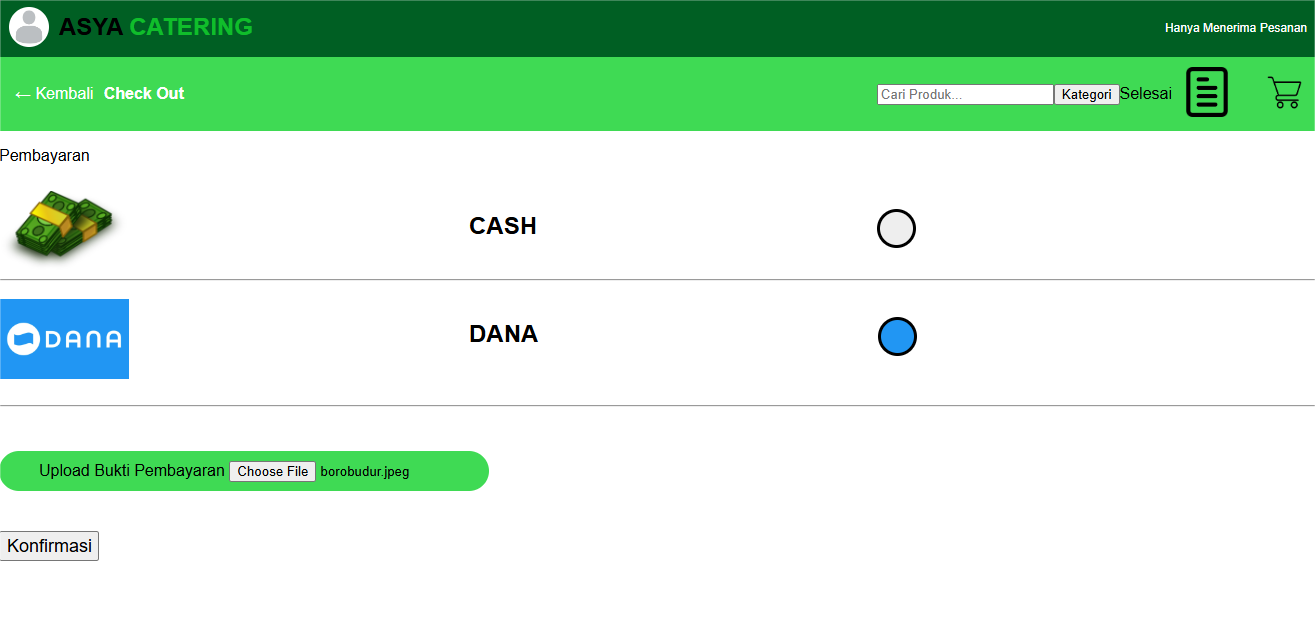 ASYA CATERING
Hanya Menerima Pesanan
← Kembali Check Out
Cari Produk... Kategori Selesai
Pembayaran
CASH
DANA DANA
Upload Bukti Pembayaran Choose File borobudur.jpeg
Konfirmasi